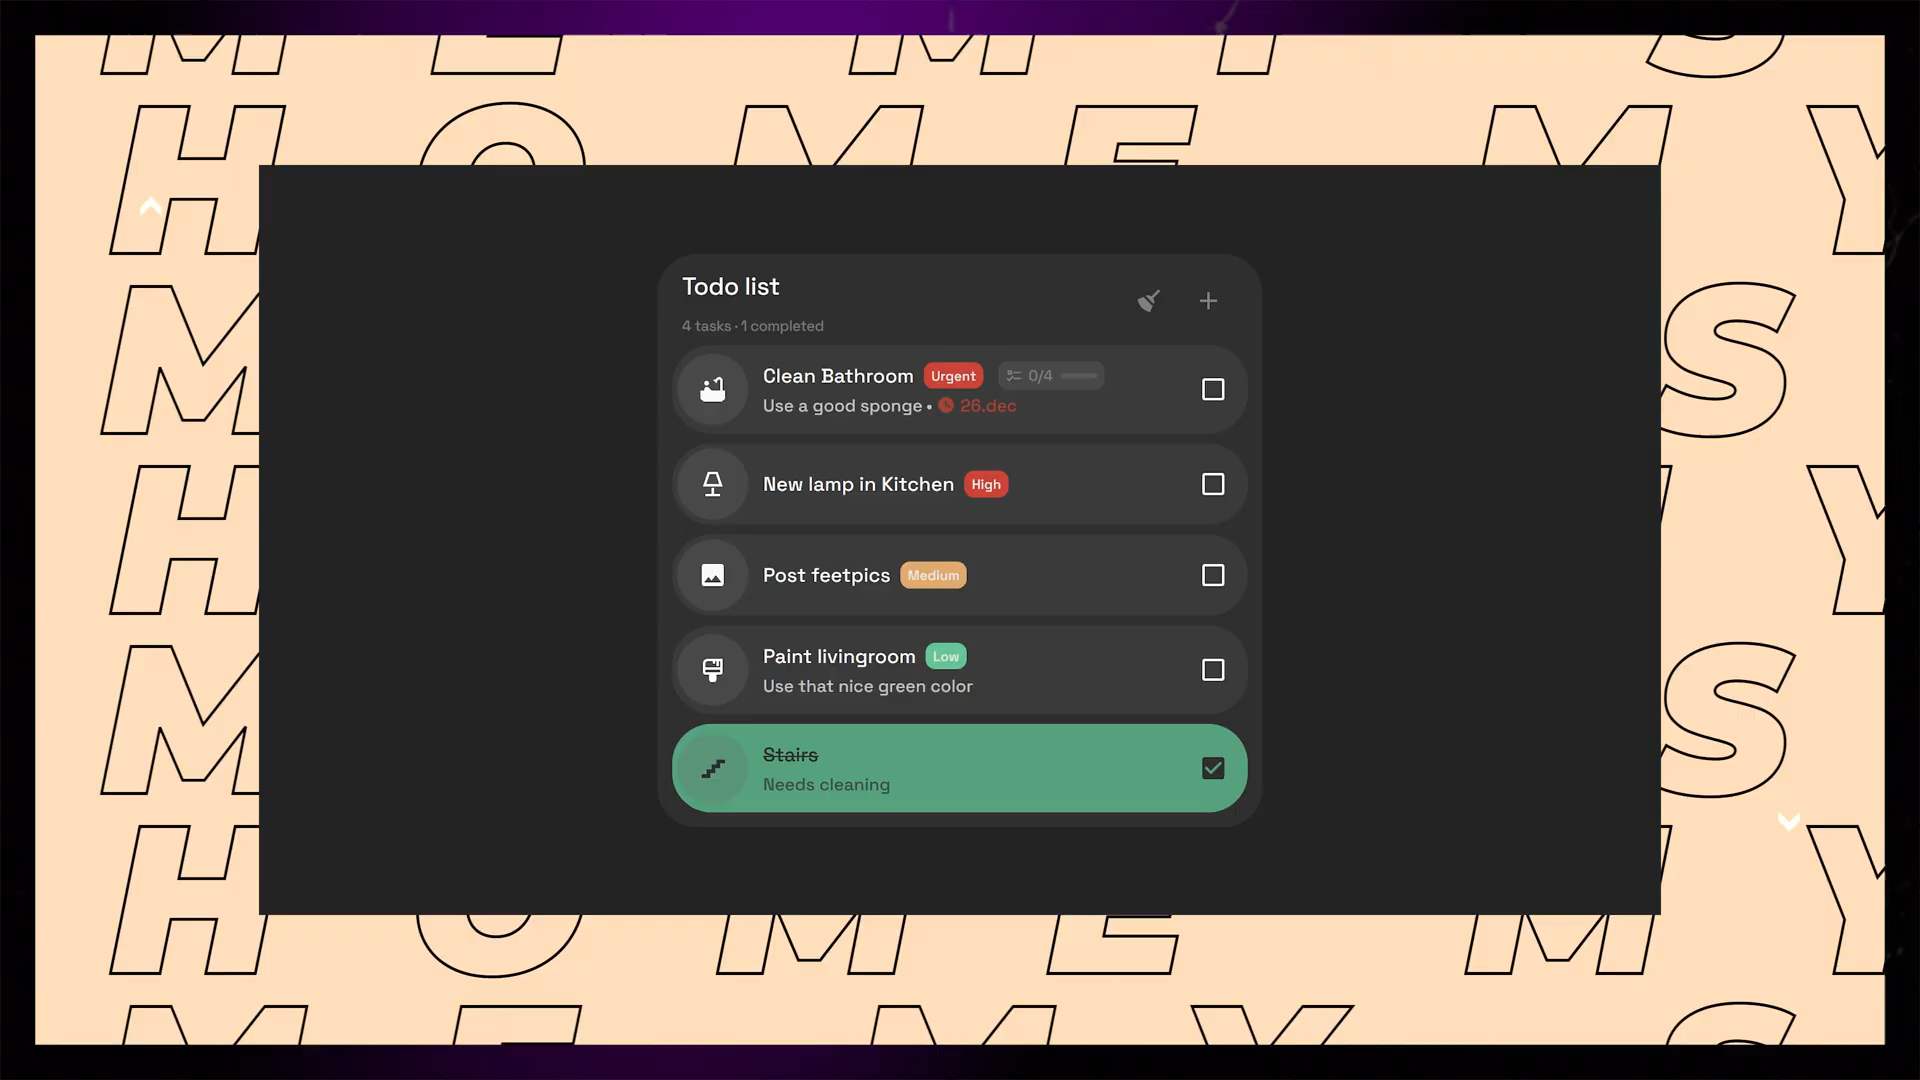 M E M Y S
H O M E M Y
M S
H Y
M S
H Y
H O M E M Y
M E M Y S
Todo list
4 tasks · 1 completed
Clean Bathroom Urgent 0/4
Use a good sponge • 26.dec
New lamp in Kitchen High
Post feetpics Medium
Paint livingroom Low
Use that nice green color
Stairs
Needs cleaning